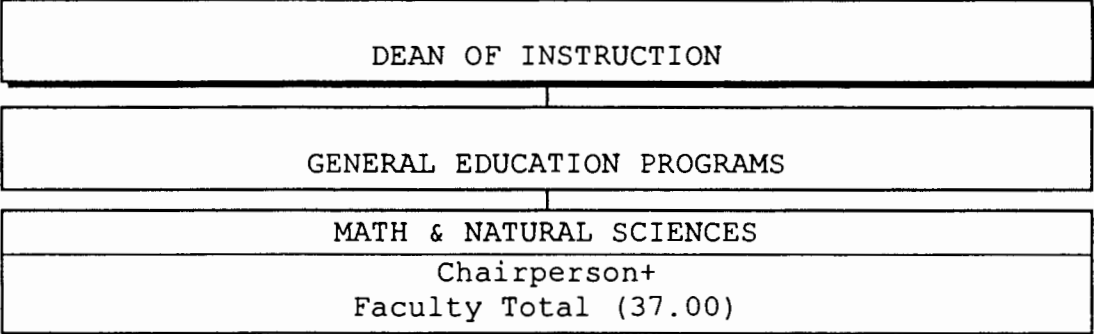 DEAN OF INSTRUCTION
GENERAL EDUCATION PROGRAMS
MATH & NATURAL SCIENCES
Chairperson+
Faculty Total (37.00)